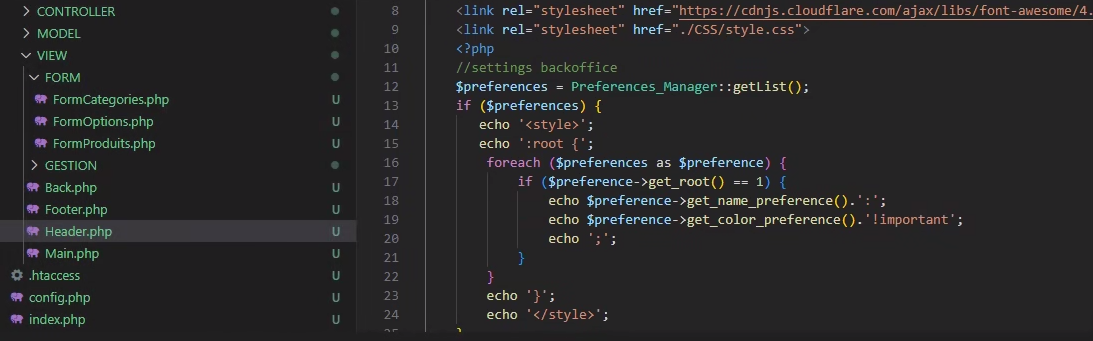 CONTROLLER
MODEL
VIEW
FORM
FormCategories.php U
FormOptions.php U
FormProduits.php U
GESTION
Back.php U
Footer.php U
Header.php U
Main.php U
.htaccess U
config.php U
index.php U
8 <link rel="stylesheet" href="https://cdnjs.cloudflare.com/ajax/libs/font-awesome/4.
9 <link rel="stylesheet" href="./CSS/style.css">
10 <?php
11 //settings backoffice
12 $preferences = Preferences_Manager::getList();
13 if ($preferences) {
14 echo '<style>';
15 echo ':root {';
16 foreach ($preferences as $preference) {
17 if ($preference->get_root() == 1) {
18 echo $preference->get_name_preference().':';
19 echo $preference->get_color_preference().'!important';
20 echo ';';
21 }
22 }
23 echo '}';
24 echo '</style>';